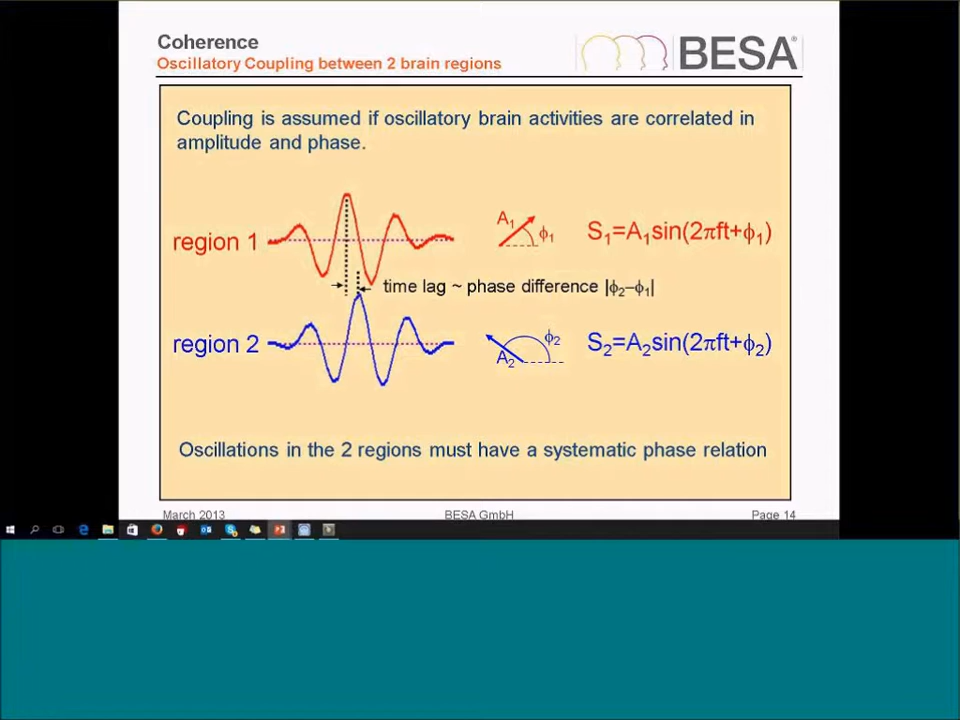 Coherence
Oscillatory Coupling between 2 brain regions
BESA®
Coupling is assumed if oscillatory brain activities are correlated in
amplitude and phase.
region 1
A₁
ϕ₁
S₁=A₁sin(2πft+ϕ₁)
time lag ~ phase difference |ϕ₂–ϕ₁|
region 2
A₂
ϕ₂
S₂=A₂sin(2πft+ϕ₂)
Oscillations in the 2 regions must have a systematic phase relation
March 2013
BESA GmbH
Page 14